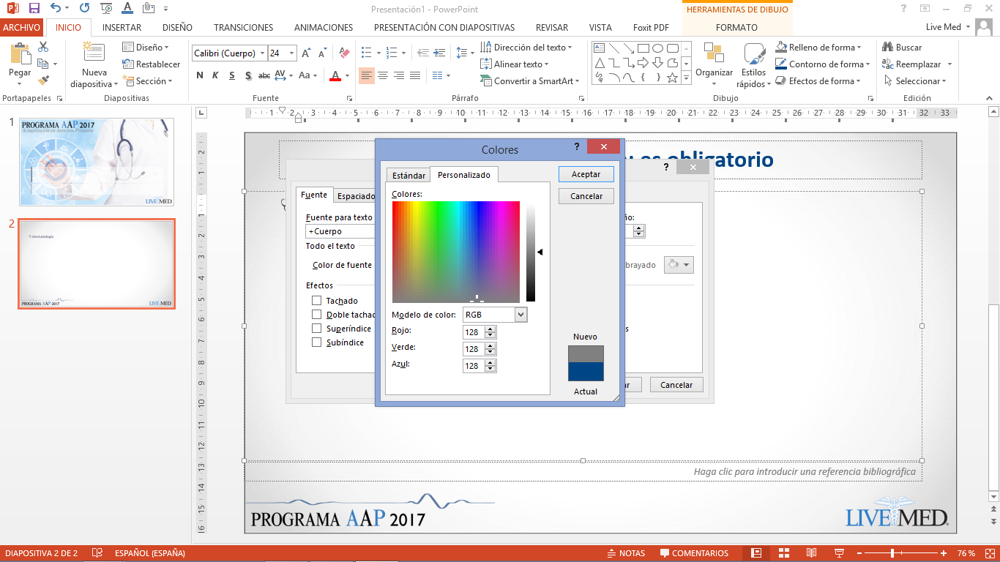 Presentación1 - PowerPoint
HERRAMIENTAS DE DIBUJO
ARCHIVO INICIO INSERTAR DISEÑO TRANSICIONES ANIMACIONES PRESENTACIÓN CON DIAPOSITIVAS REVISAR VISTA Foxit PDF FORMATO Live Med
Pegar
Nueva diapositiva
Diseño
Restablecer
Sección
Calibri (Cuerpo) 24
N K S S abc AV Aa A
Dirección del texto
Alinear texto
Convertir a SmartArt
Organizar
Estilos rápidos
Relleno de forma
Contorno de forma
Efectos de forma
Buscar
Reemplazar
Seleccionar
Portapapeles Diapositivas Fuente Párrafo Dibujo Edición
1 2 3 4 5 6 7 8 9 10 11 12 13 14 15 16 17 18 19 20 21 22 23 24 25 26 27 28 29 30 31 32 33
1
PROGRAMA AAP 2017
Actualización en Atención Primaria
LIVE MED
2
Dermatología
PROGRAMA AAP 2017
LIVE MED
es obligatorio
Fuente Espaciado
Fuente para texto
+Cuerpo
Todo el texto
Color de fuente
brayado
Efectos
Tachado
Doble tachad
Superíndice
Subíndice
Cancelar
Colores
Estándar Personalizado
Aceptar
Cancelar
Colores:
Modelo de color: RGB
Rojo: 128
Verde: 128
Azul: 128
Nuevo
Actual
Haga clic para introducir una referencia bibliográfica
PROGRAMA AAP 2017
LIVE MED
DIAPOSITIVA 2 DE 2 ESPAÑOL (ESPAÑA) NOTAS COMENTARIOS 76 %